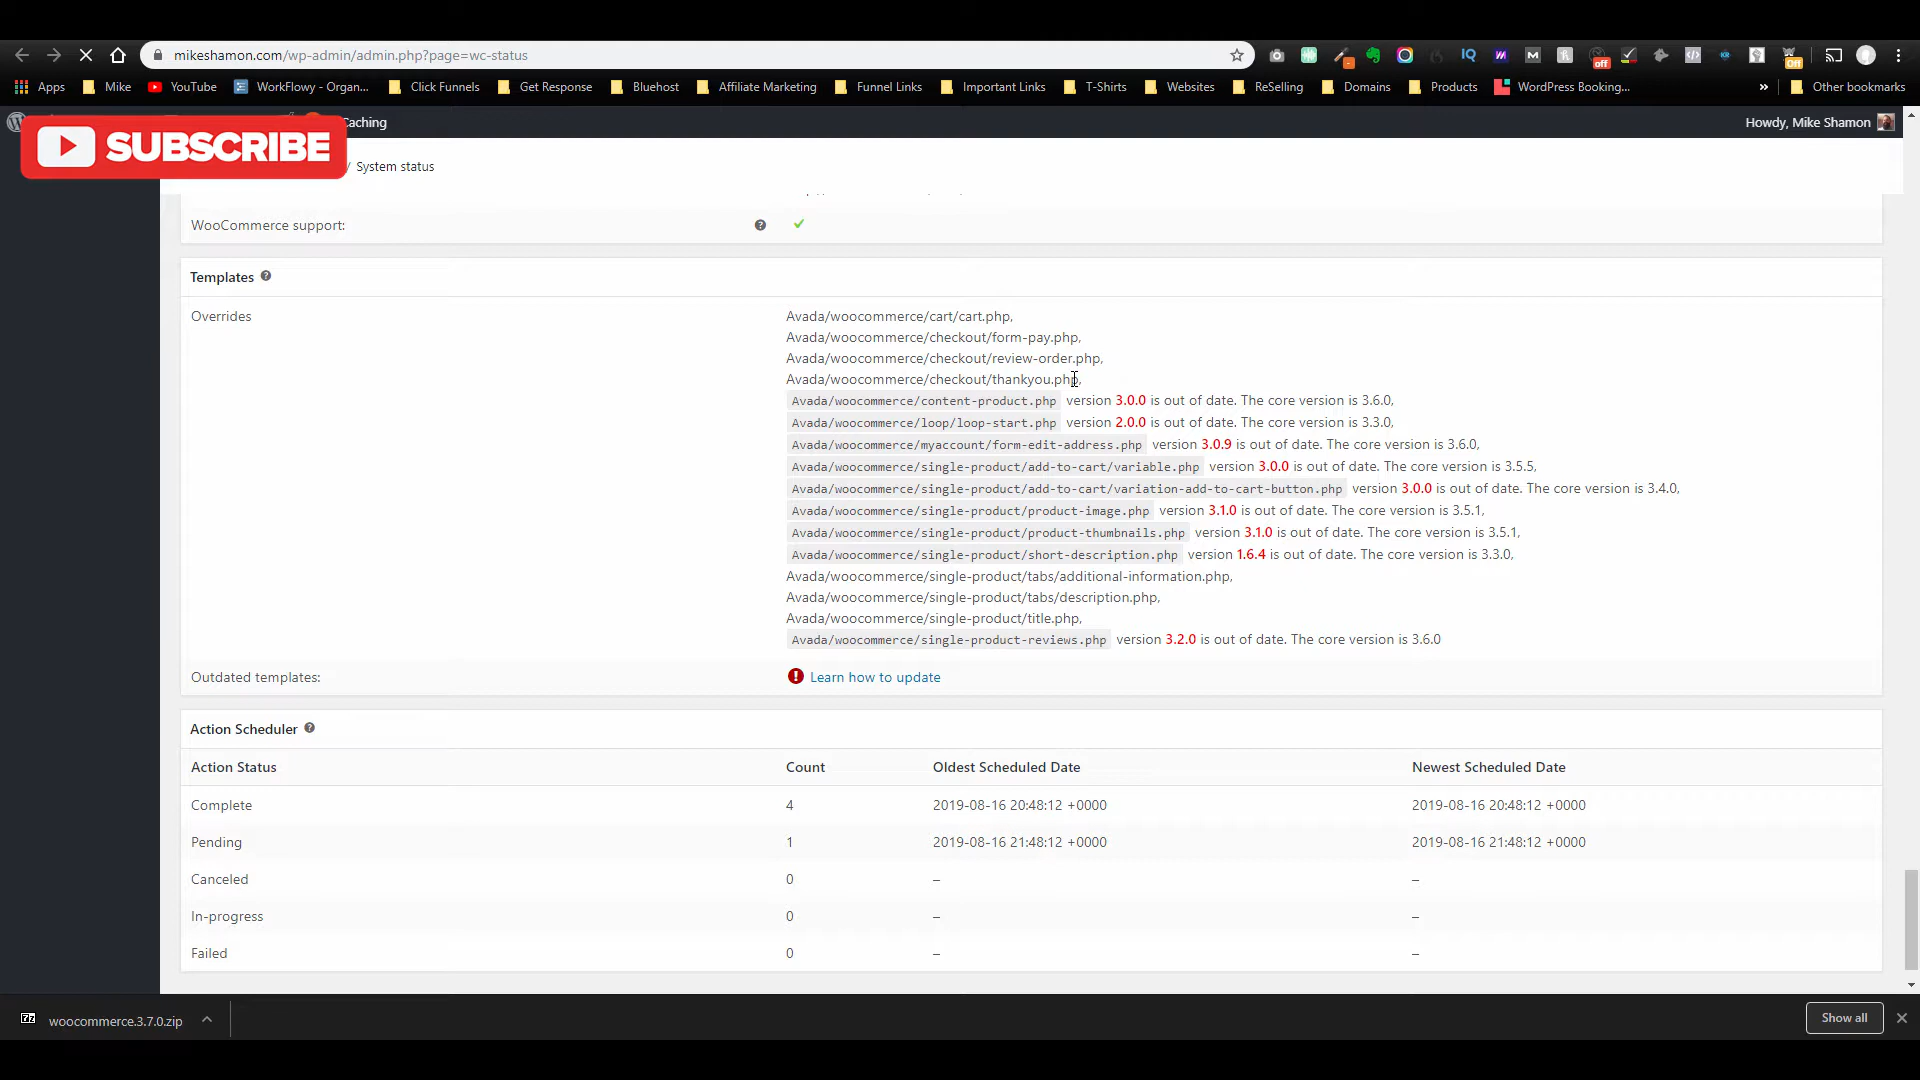 mikeshamon.com/wp-admin/admin.php?page=wc-status
Apps Mike YouTube WorkFlowy - Organ... Click Funnels Get Response Bluehost Affiliate Marketing Funnel Links Important Links T-Shirts Websites ReSelling Domains Products WordPress Booking... » Other bookmarks
Caching Howdy, Mike Shamon
SUBSCRIBE
/ System status
WooCommerce support:
Templates
Overrides
Avada/woocommerce/cart/cart.php,
Avada/woocommerce/checkout/form-pay.php,
Avada/woocommerce/checkout/review-order.php,
Avada/woocommerce/checkout/thankyou.php,
Avada/woocommerce/content-product.php version 3.0.0 is out of date. The core version is 3.6.0,
Avada/woocommerce/loop/loop-start.php version 2.0.0 is out of date. The core version is 3.3.0,
Avada/woocommerce/myaccount/form-edit-address.php version 3.0.9 is out of date. The core version is 3.6.0,
Avada/woocommerce/single-product/add-to-cart/variable.php version 3.0.0 is out of date. The core version is 3.5.5,
Avada/woocommerce/single-product/add-to-cart/variation-add-to-cart-button.php version 3.0.0 is out of date. The core version is 3.4.0,
Avada/woocommerce/single-product/product-image.php version 3.1.0 is out of date. The core version is 3.5.1,
Avada/woocommerce/single-product/product-thumbnails.php version 3.1.0 is out of date. The core version is 3.5.1,
Avada/woocommerce/single-product/short-description.php version 1.6.4 is out of date. The core version is 3.3.0,
Avada/woocommerce/single-product/tabs/additional-information.php,
Avada/woocommerce/single-product/tabs/description.php,
Avada/woocommerce/single-product/title.php,
Avada/woocommerce/single-product-reviews.php version 3.2.0 is out of date. The core version is 3.6.0
Outdated templates: Learn how to update
Action Scheduler
Action Status Count Oldest Scheduled Date Newest Scheduled Date
Complete 4 2019-08-16 20:48:12 +0000 2019-08-16 20:48:12 +0000
Pending 1 2019-08-16 21:48:12 +0000 2019-08-16 21:48:12 +0000
Canceled 0 – –
In-progress 0 – –
Failed 0 – –
woocommerce.3.7.0.zip Show all